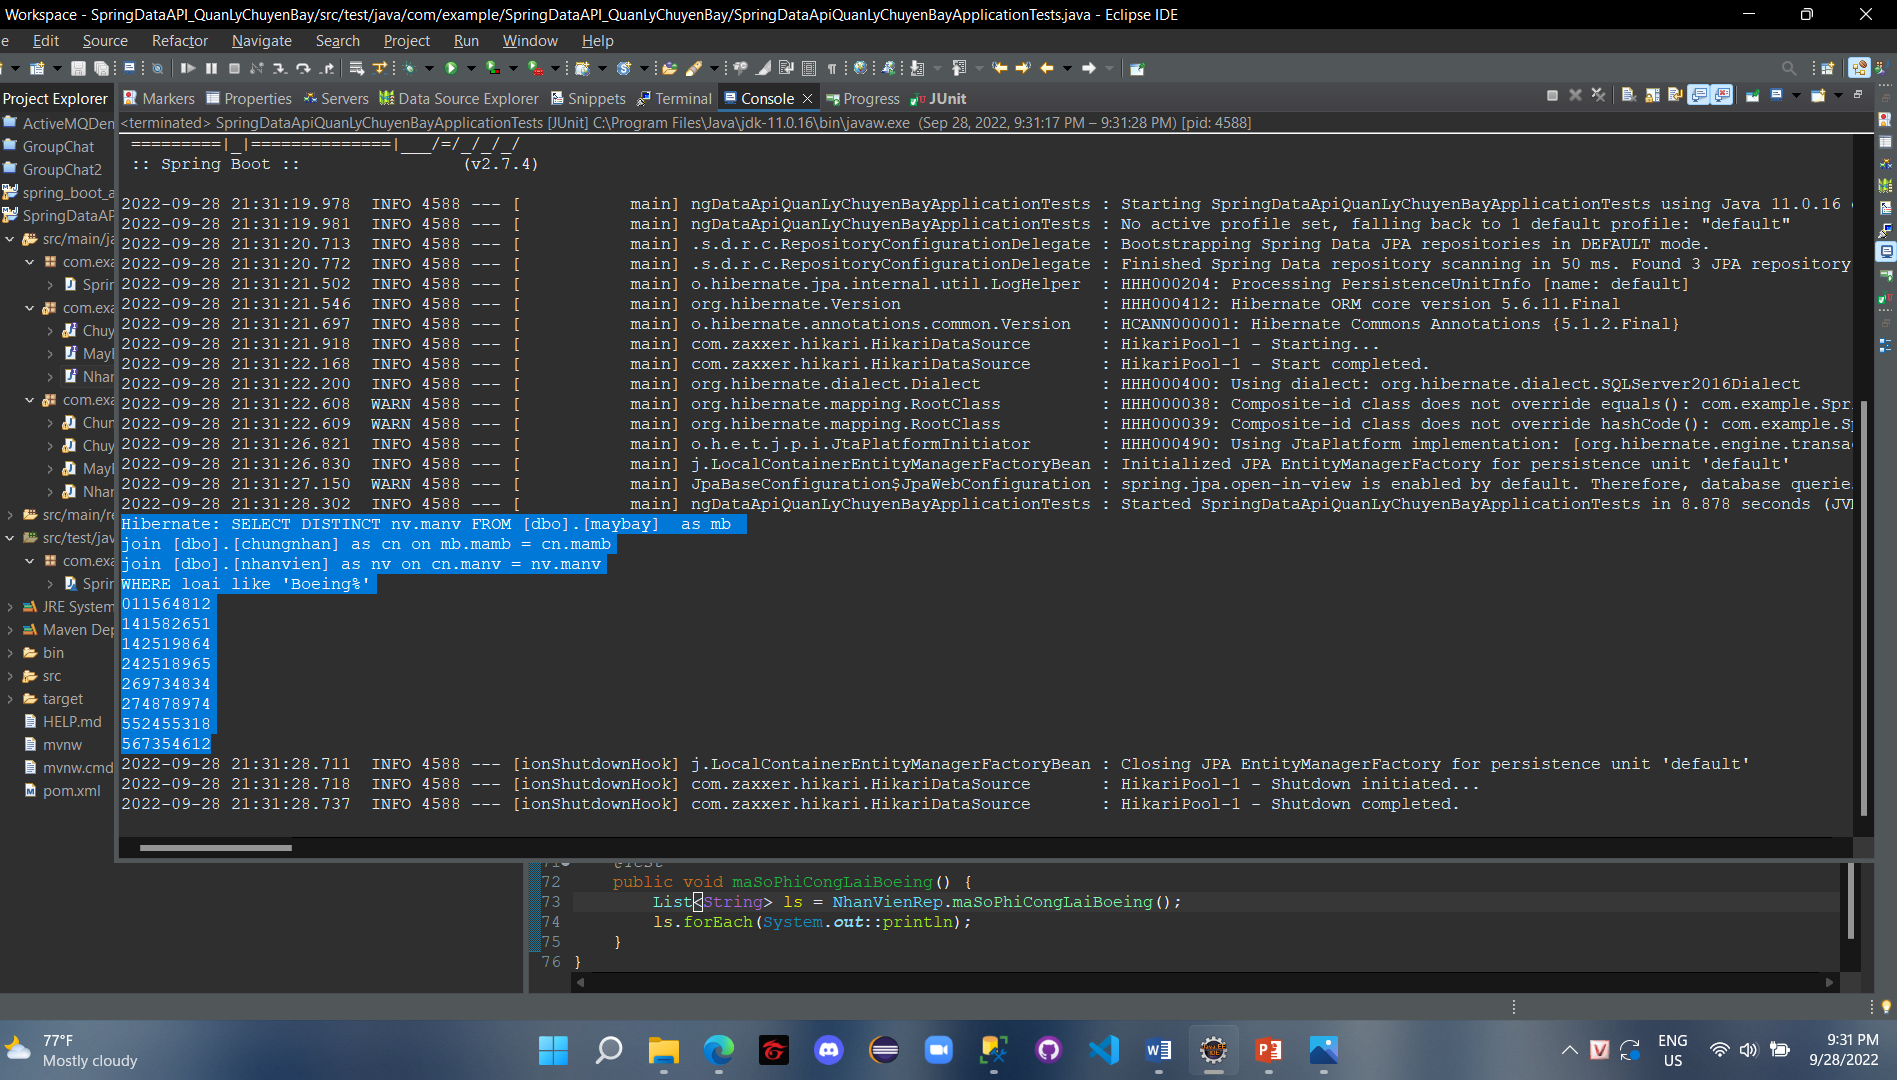 Workspace - SpringDataAPI_QuanLyChuyenBay/src/test/java/com/example/SpringDataAPI_QuanLyChuyenBay/SpringDataApiQuanLyChuyenBayApplicationTests.java - Eclipse IDE
e Edit Source Refactor Navigate Search Project Run Window Help
Project Explorer
Markers Properties Servers Data Source Explorer Snippets Terminal Console Progress JUnit
<terminated> SpringDataApiQuanLyChuyenBayApplicationTests [JUnit] C:\Program Files\Java\jdk-11.0.16\bin\javaw.exe (Sep 28, 2022, 9:31:17 PM – 9:31:28 PM) [pid: 4588]
ActiveMQDem
GroupChat
GroupChat2
spring_boot_a
SpringDataAP
src/main/ja
com.exa
Sprin
com.exa
Chuy
MayB
Nhar
com.exa
Chun
Chuy
MayB
Nhar
src/main/re
src/test/jav
com.exa
Sprin
JRE System
Maven Dep
bin
src
target
HELP.md
mvnw
mvnw.cmd
pom.xml
=========|_|==============|___/=/_/_/_/
:: Spring Boot :: (v2.7.4)
2022-09-28 21:31:19.978 INFO 4588 --- [ main] ngDataApiQuanLyChuyenBayApplicationTests : Starting SpringDataApiQuanLyChuyenBayApplicationTests using Java 11.0.16
2022-09-28 21:31:19.981 INFO 4588 --- [ main] ngDataApiQuanLyChuyenBayApplicationTests : No active profile set, falling back to 1 default profile: "default"
2022-09-28 21:31:20.713 INFO 4588 --- [ main] .s.d.r.c.RepositoryConfigurationDelegate : Bootstrapping Spring Data JPA repositories in DEFAULT mode.
2022-09-28 21:31:20.772 INFO 4588 --- [ main] .s.d.r.c.RepositoryConfigurationDelegate : Finished Spring Data repository scanning in 50 ms. Found 3 JPA repository
2022-09-28 21:31:21.502 INFO 4588 --- [ main] o.hibernate.jpa.internal.util.LogHelper : HHH000204: Processing PersistenceUnitInfo [name: default]
2022-09-28 21:31:21.546 INFO 4588 --- [ main] org.hibernate.Version : HHH000412: Hibernate ORM core version 5.6.11.Final
2022-09-28 21:31:21.697 INFO 4588 --- [ main] o.hibernate.annotations.common.Version : HCANN000001: Hibernate Commons Annotations {5.1.2.Final}
2022-09-28 21:31:21.918 INFO 4588 --- [ main] com.zaxxer.hikari.HikariDataSource : HikariPool-1 - Starting...
2022-09-28 21:31:22.168 INFO 4588 --- [ main] com.zaxxer.hikari.HikariDataSource : HikariPool-1 - Start completed.
2022-09-28 21:31:22.200 INFO 4588 --- [ main] org.hibernate.dialect.Dialect : HHH000400: Using dialect: org.hibernate.dialect.SQLServer2016Dialect
2022-09-28 21:31:22.608 WARN 4588 --- [ main] org.hibernate.mapping.RootClass : HHH000038: Composite-id class does not override equals(): com.example.Spr
2022-09-28 21:31:22.609 WARN 4588 --- [ main] org.hibernate.mapping.RootClass : HHH000039: Composite-id class does not override hashCode(): com.example.Sp
2022-09-28 21:31:26.821 INFO 4588 --- [ main] o.h.e.t.j.p.i.JtaPlatformInitiator : HHH000490: Using JtaPlatform implementation: [org.hibernate.engine.transa
2022-09-28 21:31:26.830 INFO 4588 --- [ main] j.LocalContainerEntityManagerFactoryBean : Initialized JPA EntityManagerFactory for persistence unit 'default'
2022-09-28 21:31:27.150 WARN 4588 --- [ main] JpaBaseConfiguration$JpaWebConfiguration : spring.jpa.open-in-view is enabled by default. Therefore, database querie
2022-09-28 21:31:28.302 INFO 4588 --- [ main] ngDataApiQuanLyChuyenBayApplicationTests : Started SpringDataApiQuanLyChuyenBayApplicationTests in 8.878 seconds (JVM
Hibernate: SELECT DISTINCT nv.manv FROM [dbo].[maybay] as mb
join [dbo].[chungnhan] as cn on mb.mamb = cn.mamb
join [dbo].[nhanvien] as nv on cn.manv = nv.manv
WHERE loai like 'Boeing%'
011564812
141582651
142519864
242518965
269734834
274878974
552455318
567354612
2022-09-28 21:31:28.711 INFO 4588 --- [ionShutdownHook] j.LocalContainerEntityManagerFactoryBean : Closing JPA EntityManagerFactory for persistence unit 'default'
2022-09-28 21:31:28.718 INFO 4588 --- [ionShutdownHook] com.zaxxer.hikari.HikariDataSource : HikariPool-1 - Shutdown initiated...
2022-09-28 21:31:28.737 INFO 4588 --- [ionShutdownHook] com.zaxxer.hikari.HikariDataSource : HikariPool-1 - Shutdown completed.
71 @Test
72 public void maSoPhiCongLaiBoeing() {
73 List<String> ls = NhanVienRep.maSoPhiCongLaiBoeing();
74 ls.forEach(System.out::println);
75 }
76 }
77°F
Mostly cloudy
ENG
US
9:31 PM
9/28/2022